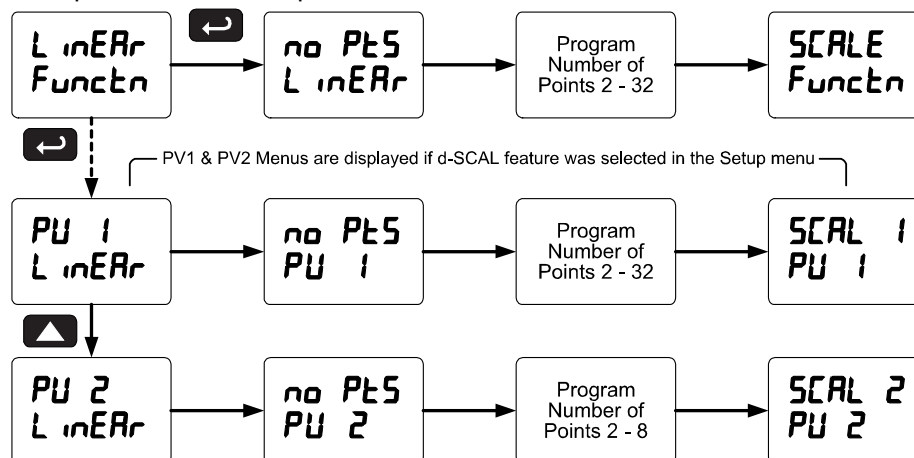 L inEAr
Functn
no PtS
L inEAr
Program
Number of
Points 2 - 32
SCALE
Functn
PV1 & PV2 Menus are displayed if d-SCAL feature was selected in the Setup menu
PU 1
L inEAr
no PtS
PU 1
Program
Number of
Points 2 - 32
SCAL 1
PU 1
PU 2
L inEAr
no PtS
PU 2
Program
Number of
Points 2 - 8
SCAL 2
PU 2